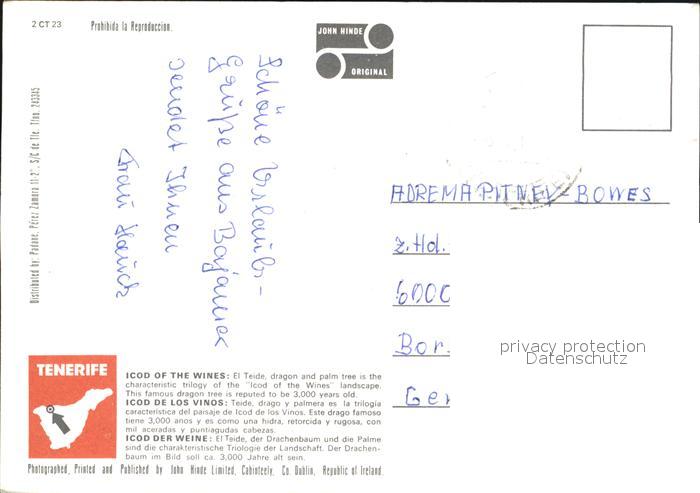 2 CT 23
Prohibida la Reproduccion.
JOHN HINDE
ORIGINAL
Schöne Urlaubs-
Grüße aus Bajamar
sendet Ihnen
Frau
Distributed by: Padane, Pérez Zamora 11-2°. S/C de Tfe. Tfno. 243345
ADREMA PITNEY-BOWES
z.Hd.
6000
Bor.
Ger
privacy protection
Datenschutz
TENERIFE
ICOD OF THE WINES: El Teide, dragon and palm tree is the
characteristic trilogy of the "Icod of the Wines" landscape.
This famous dragon tree is reputed to be 3,000 years old.
ICOD DE LOS VINOS: Teide, drago y palmera es la trilogía
característica del paisaje de Icod de los Vinos. Este drago famoso
tiene 3,000 anos y es como una hidra, retorcida y rugosa, con
mil aceradas y puntiagudas cabezas.
ICOD DER WEINE: El Teide, der Drachenbaum und die Palme
sind die charakteristische Triologie der Landschaft. Der Drachen-
baum im Bild soll ca. 3,000 Jahre alt sein.
Photographed, Printed and Published by John Hinde Limited, Cabinteely, Co. Dublin, Republic of Ireland.